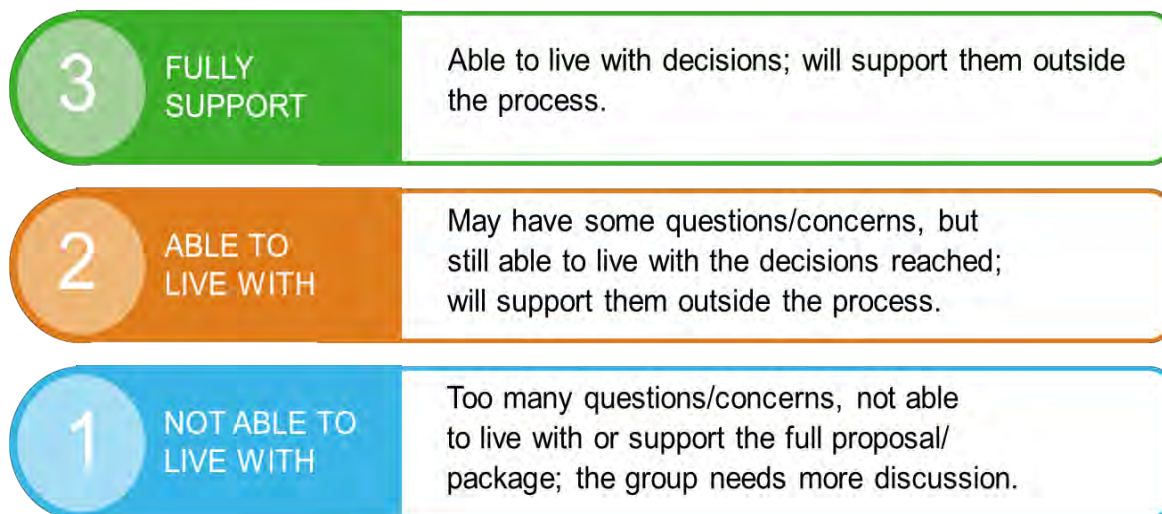 3
FULLY
SUPPORT
Able to live with decisions; will support them outside
the process.
2
ABLE TO
LIVE WITH
May have some questions/concerns, but
still able to live with the decisions reached;
will support them outside the process.
1
NOT ABLE TO
LIVE WITH
Too many questions/concerns, not able
to live with or support the full proposal/
package; the group needs more discussion.